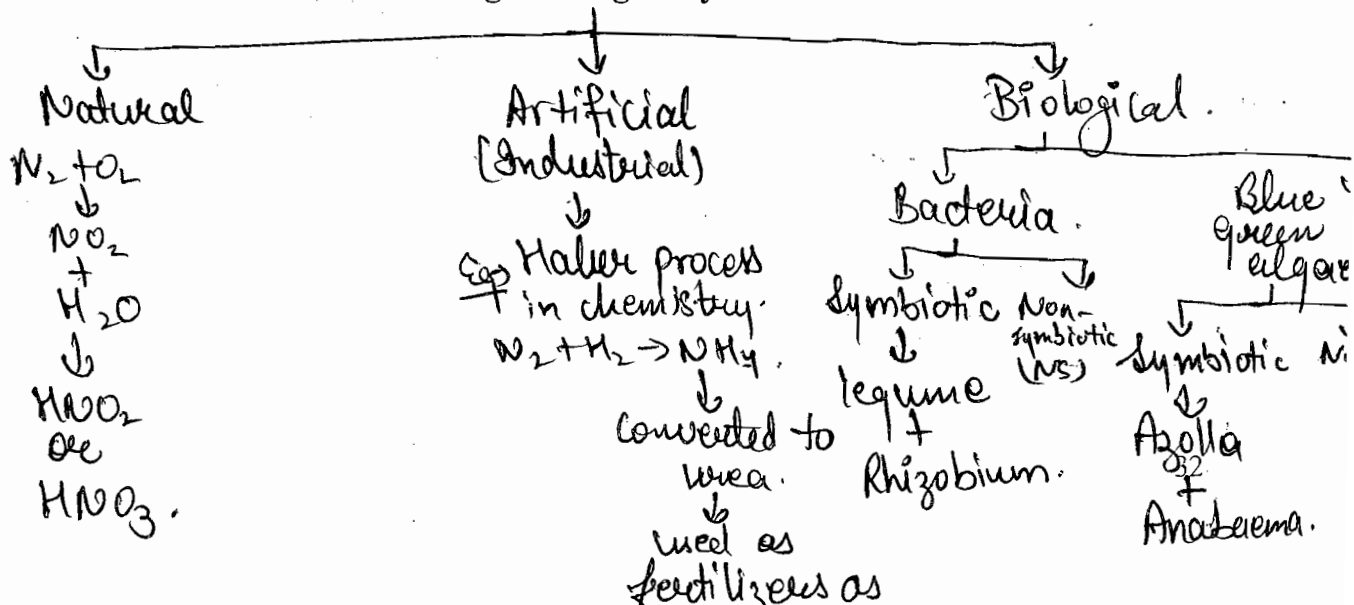 Natural
N₂ + O₂
↓
NO₂
+
H₂O
↓
HNO₂
or
HNO₃.
Artificial
(Industrial)
↓
Eg→ Haber process
in chemistry.
N₂ + H₂ → NHy.
↓
Converted to
urea.
↓
used as
fertilizers as
Biological.
Bacteria.
Symbiotic
↓
legume
+
Rhizobium.
Non-
symbiotic
(NS)
Blue
green
algae
Symbiotic
↓
Azolla
32
+
Anabaema.